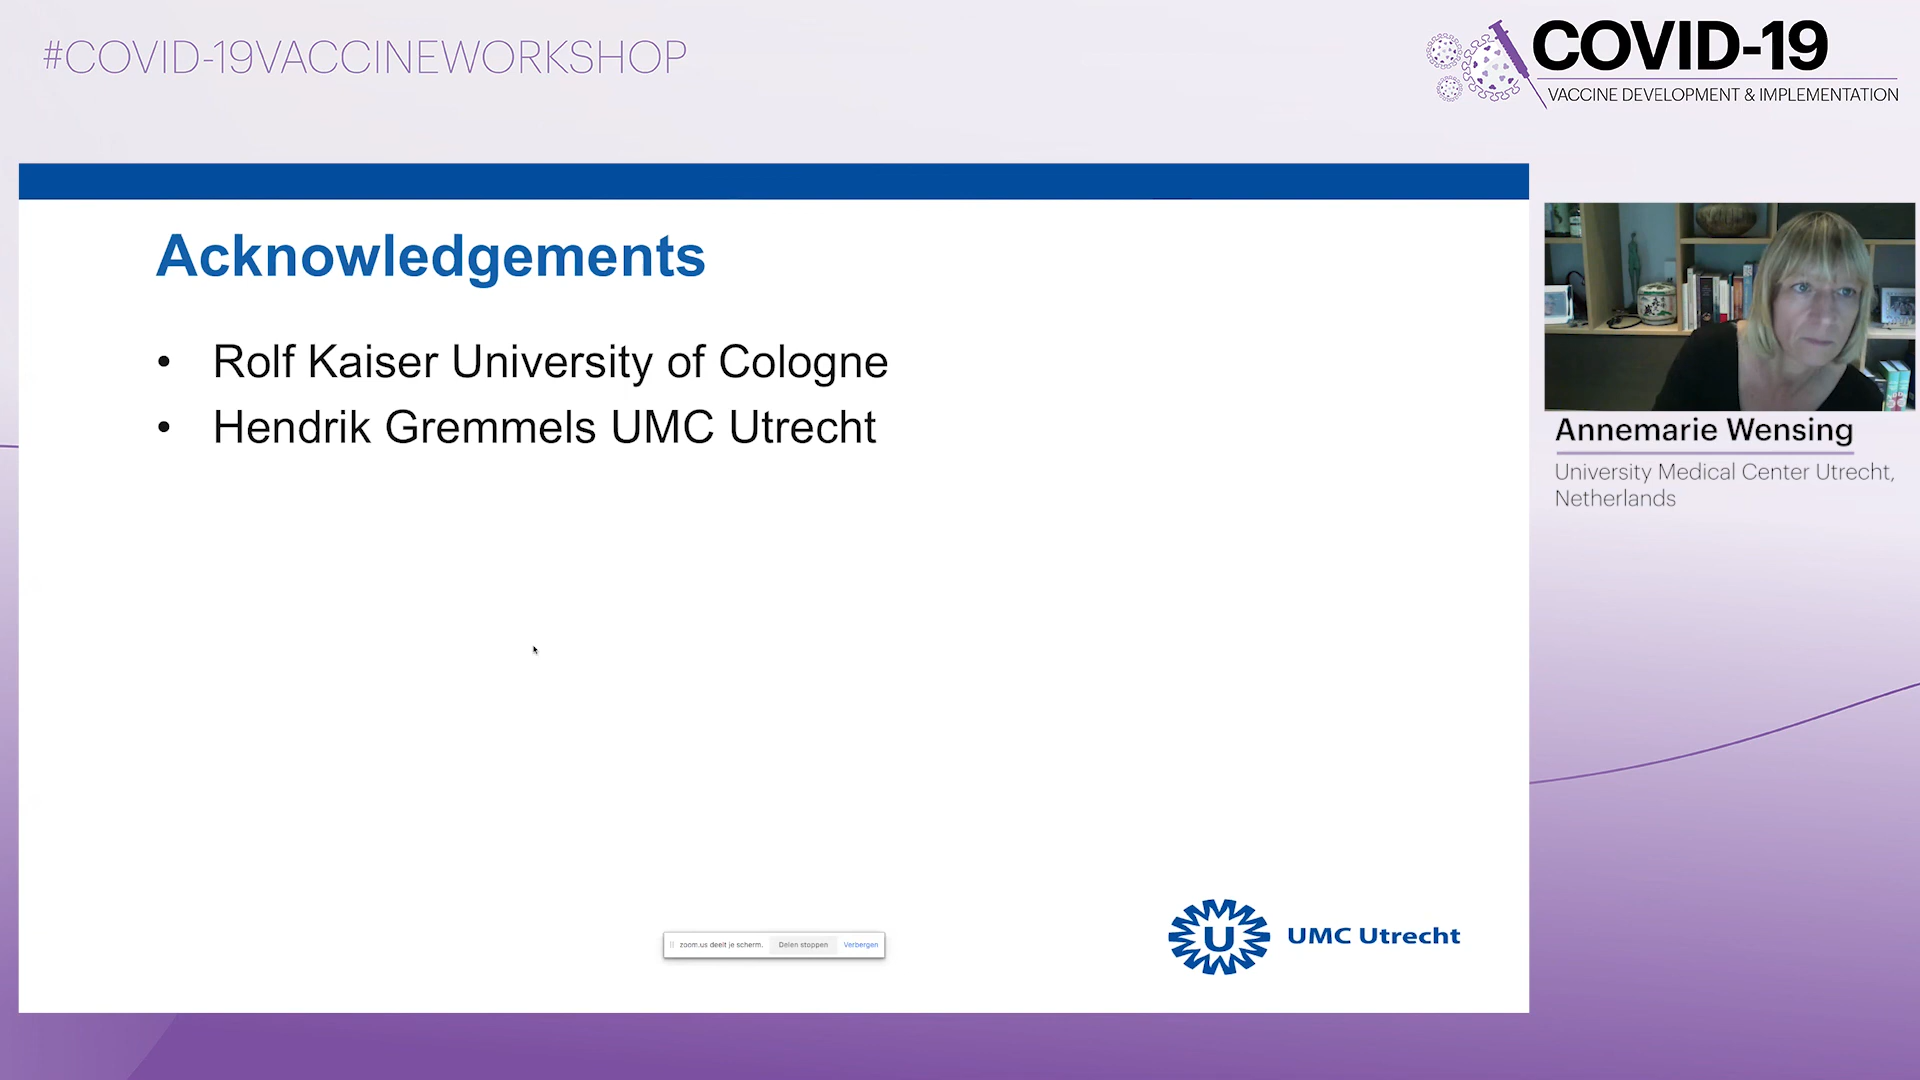 #COVID-19VACCINEWORKSHOP
COVID-19
VACCINE DEVELOPMENT & IMPLEMENTATION
Acknowledgements
• Rolf Kaiser University of Cologne
• Hendrik Gremmels UMC Utrecht
Annemarie Wensing
University Medical Center Utrecht,
Netherlands
zoom.us deelt je scherm. Delen stoppen Verbergen
U
UMC Utrecht